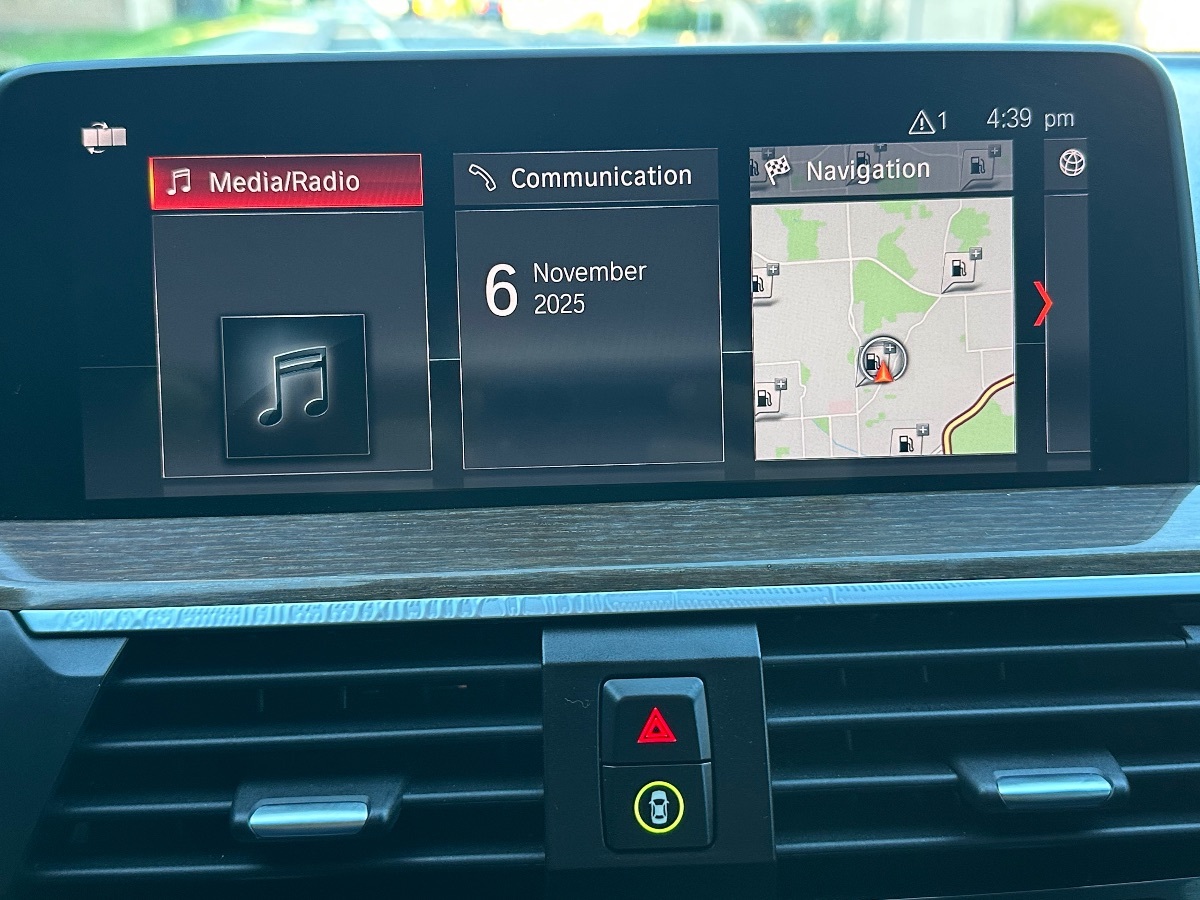 1 4:39 pm
Media/Radio
Communication
Navigation
6 November
2025